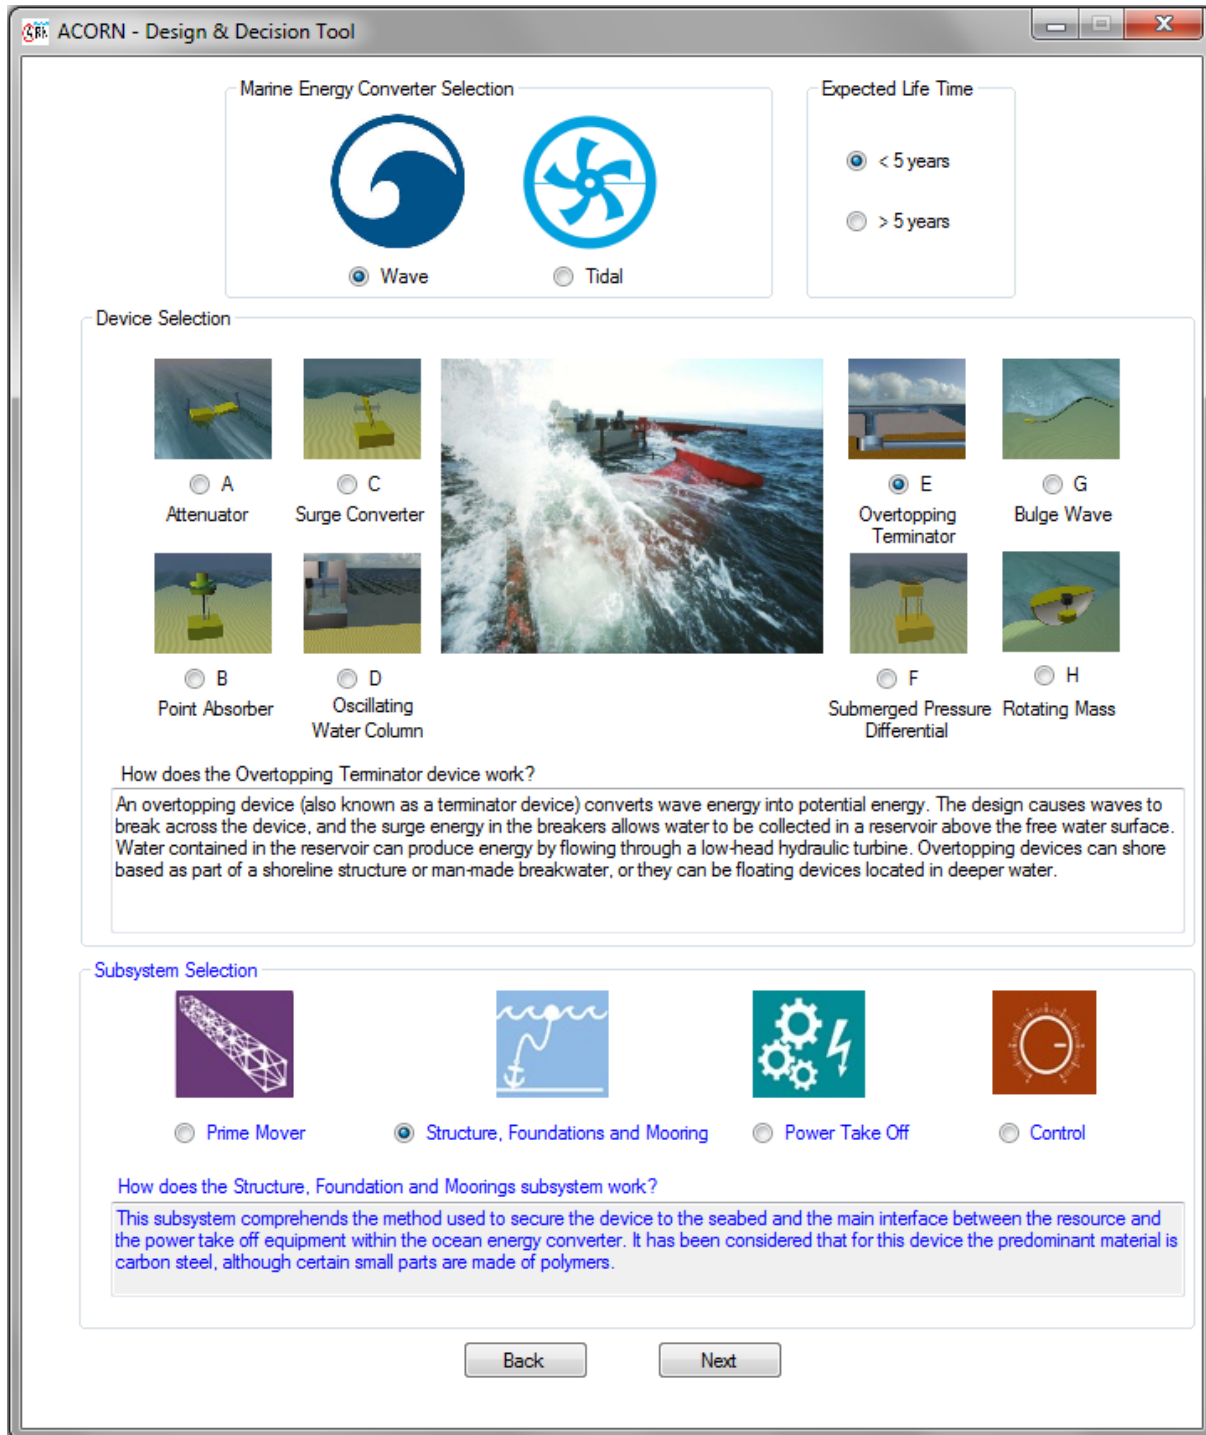 ACORN - Design & Decision Tool
Marine Energy Converter Selection
Wave
Tidal
Expected Life Time
< 5 years
> 5 years
Device Selection
A
Attenuator
C
Surge Converter
E
Overtopping
Terminator
G
Bulge Wave
B
Point Absorber
D
Oscillating
Water Column
F
Submerged Pressure
Differential
H
Rotating Mass
How does the Overtopping Terminator device work?
An overtopping device (also known as a terminator device) converts wave energy into potential energy. The design causes waves to
break across the device, and the surge energy in the breakers allows water to be collected in a reservoir above the free water surface.
Water contained in the reservoir can produce energy by flowing through a low-head hydraulic turbine. Overtopping devices can shore
based as part of a shoreline structure or man-made breakwater, or they can be floating devices located in deeper water.
Subsystem Selection
Prime Mover
Structure, Foundations and Mooring
Power Take Off
Control
How does the Structure, Foundation and Moorings subsystem work?
This subsystem comprehends the method used to secure the device to the seabed and the main interface between the resource and
the power take off equipment within the ocean energy converter. It has been considered that for this device the predominant material is
carbon steel, although certain small parts are made of polymers.
Back
Next